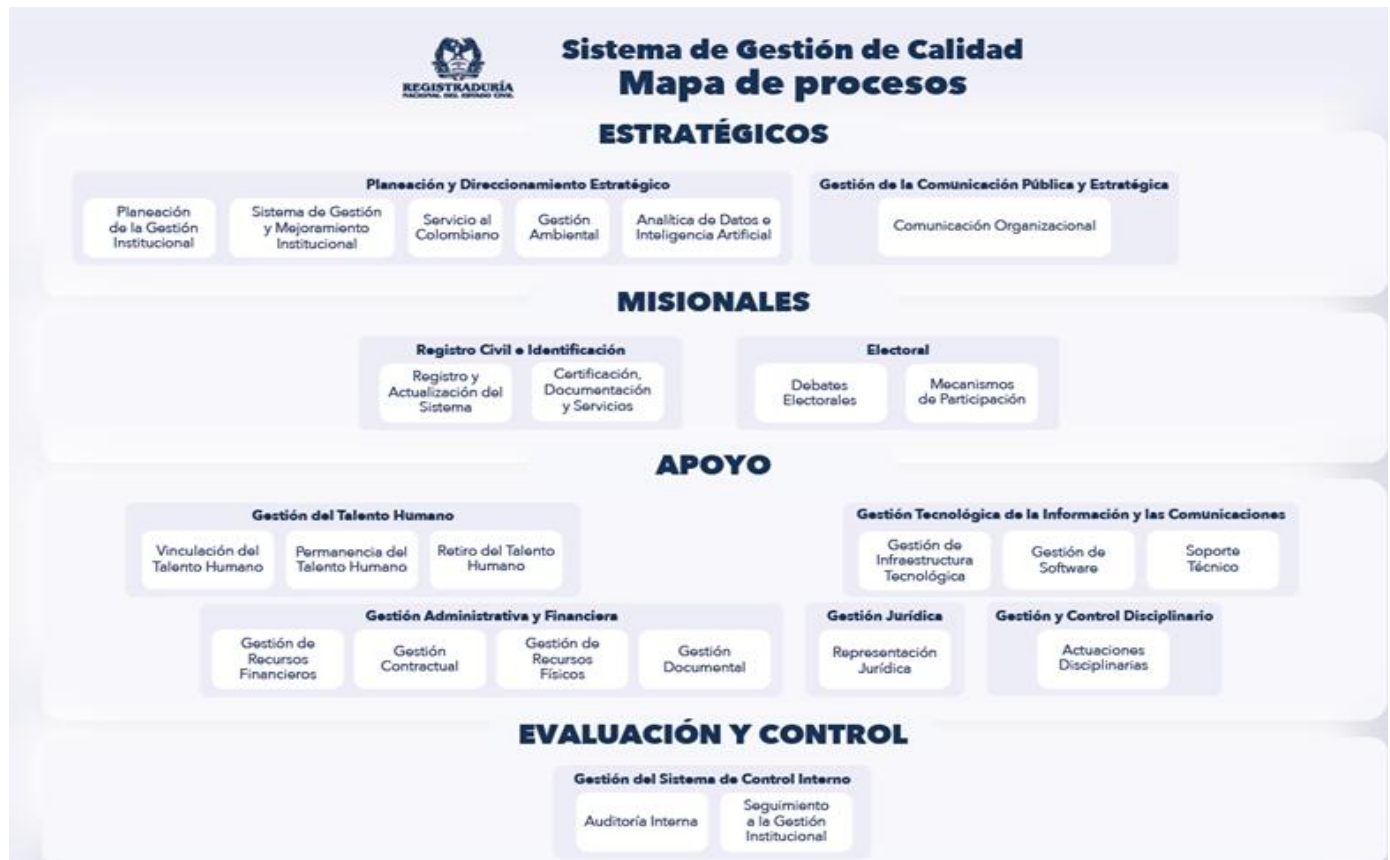 REGISTRADURÍA
NACIONAL DEL ESTADO CIVIL
Sistema de Gestión de Calidad
Mapa de procesos
ESTRATÉGICOS
Planeación y Direccionamiento Estratégico
Planeación
de la Gestión
Institucional
Sistema de Gestión
y Mejoramiento
Institucional
Servicio al
Colombiano
Gestión
Ambiental
Analítica de Datos e
Inteligencia Artificial
Gestión de la Comunicación Pública y Estratégica
Comunicación Organizacional
MISIONALES
Registro Civil e Identificación
Registro y
Actualización del
Sistema
Certificación,
Documentación
y Servicios
Electoral
Debates
Electorales
Mecanismos
de Participación
APOYO
Gestión del Talento Humano
Vinculación del
Talento Humano
Permanencia del
Talento Humano
Retiro del Talento
Humano
Gestión Tecnológica de la Información y las Comunicaciones
Gestión de
Infraestructura
Tecnológica
Gestión de
Software
Soporte
Técnico
Gestión Administrativa y Financiera
Gestión de
Recursos
Financieros
Gestión
Contractual
Gestión de
Recursos
Físicos
Gestión
Documental
Gestión Jurídica
Representación
Jurídica
Gestión y Control Disciplinario
Actuaciones
Disciplinarias
EVALUACIÓN Y CONTROL
Gestión del Sistema de Control Interno
Auditoría Interna
Seguimiento
a la Gestión
Institucional